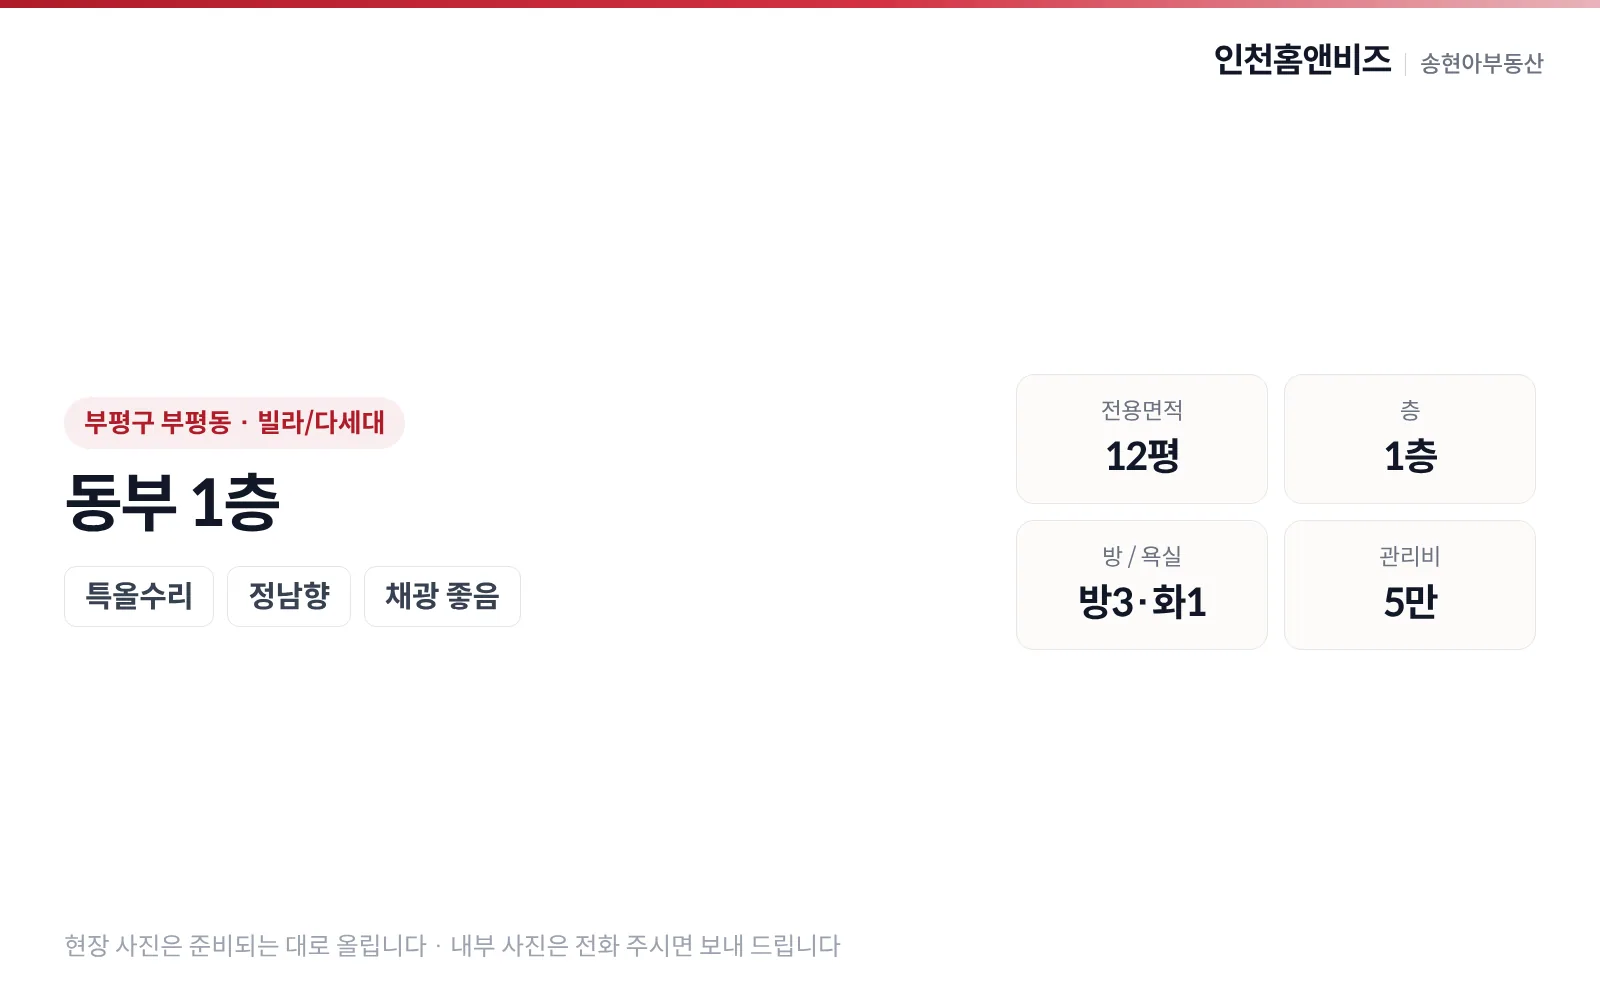 인천홈앤비즈 | 송현아부동산
부평구 부평동 · 빌라/다세대
동부 1층
특올수리 정남향 채광 좋음
전용면적
12평
층
1층
방 / 욕실
방3·화1
관리비
5만
현장 사진은 준비되는 대로 올립니다 · 내부 사진은 전화 주시면 보내 드립니다